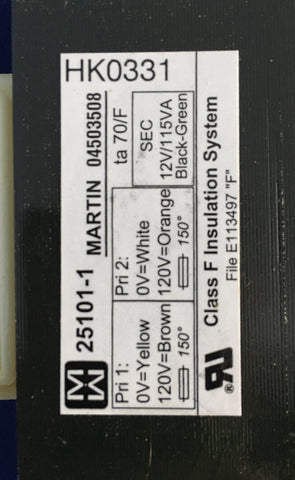 HK0331
25101-1 MARTIN 04503508
Pri 1:
0V=Yellow
120V=Brown
150°
Pri 2:
0V=White
120V=Orange
150°
ta 70/F
SEC
12V/115VA
Black-Green
Class F Insulation System
File E113497 "F"